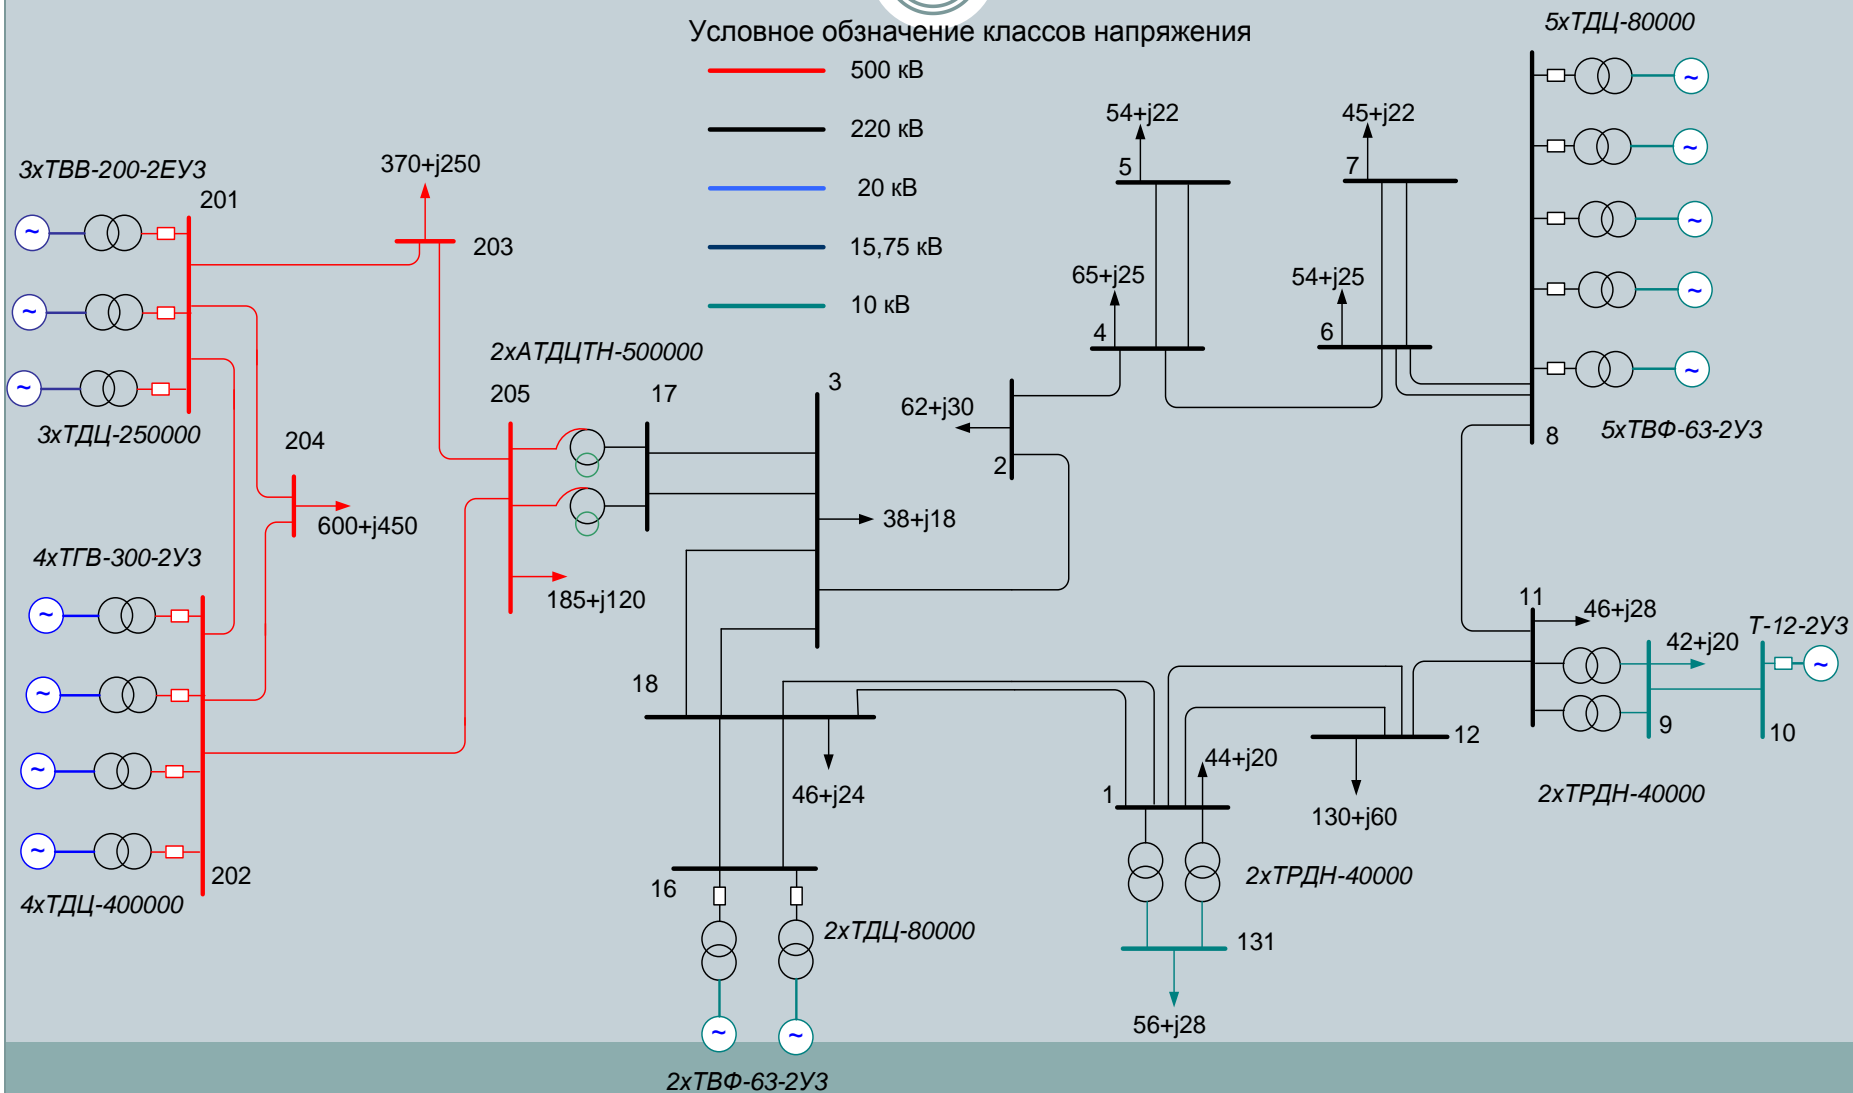 Условное обзначение классов напряжения
500 кВ
220 кВ
20 кВ
15,75 кВ
10 кВ
3хТВВ-200-2ЕУ3
201
3хТДЦ-250000
370+j250
203
204
600+j450
4хТГВ-300-2У3
202
4хТДЦ-400000
2хАТДЦТН-500000
205
17
3
185+j120
38+j18
62+j30
2
65+j25
4
54+j22
5
45+j22
7
54+j25
6
5хТДЦ-80000
8
5хТВФ-63-2У3
11
46+j28
Т-12-2У3
42+j20
9
10
2хТРДН-40000
12
130+j60
18
46+j24
44+j20
1
2хТРДН-40000
131
56+j28
16
2хТДЦ-80000
2хТВФ-63-2У3